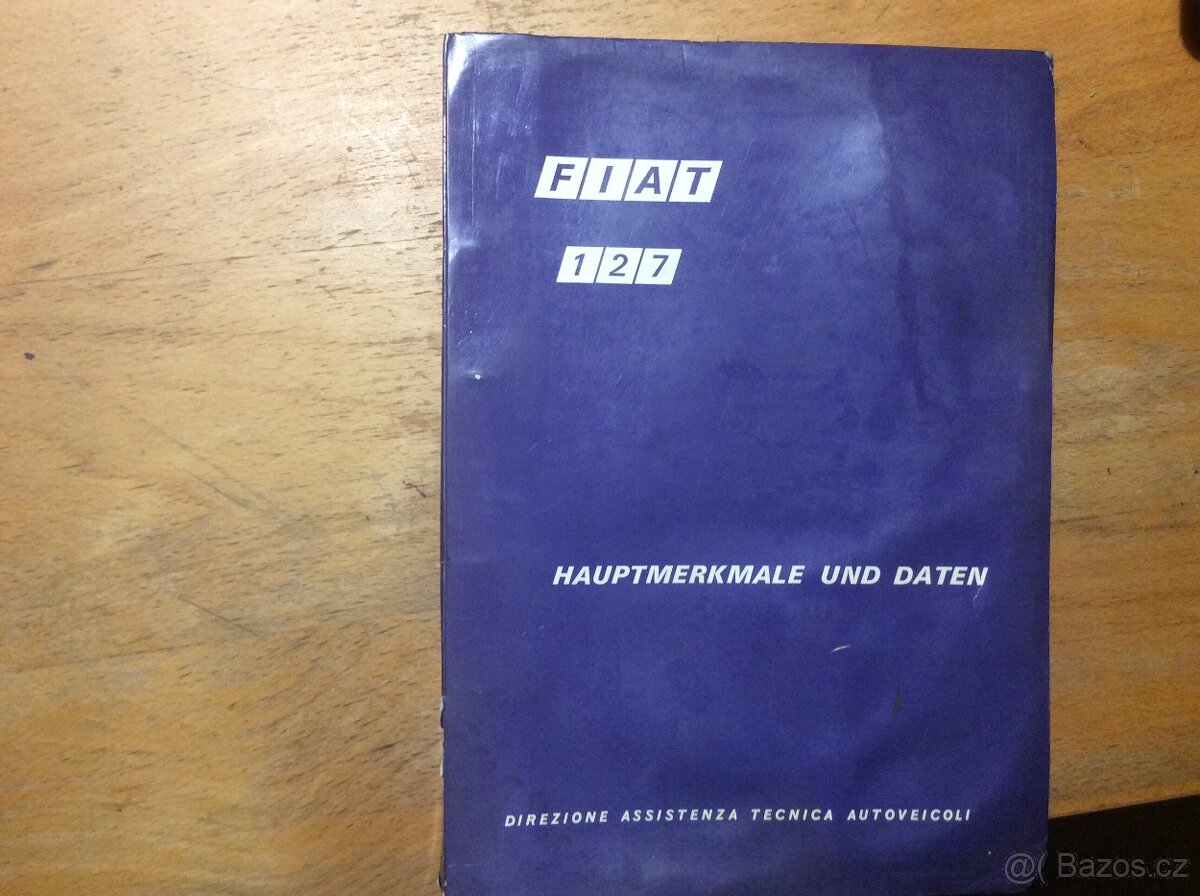 FIAT
127
HAUPTMERKMALE UND DATEN
DIREZIONE ASSISTENZA TECNICA AUTOVEICOLI
@( Bazos.cz